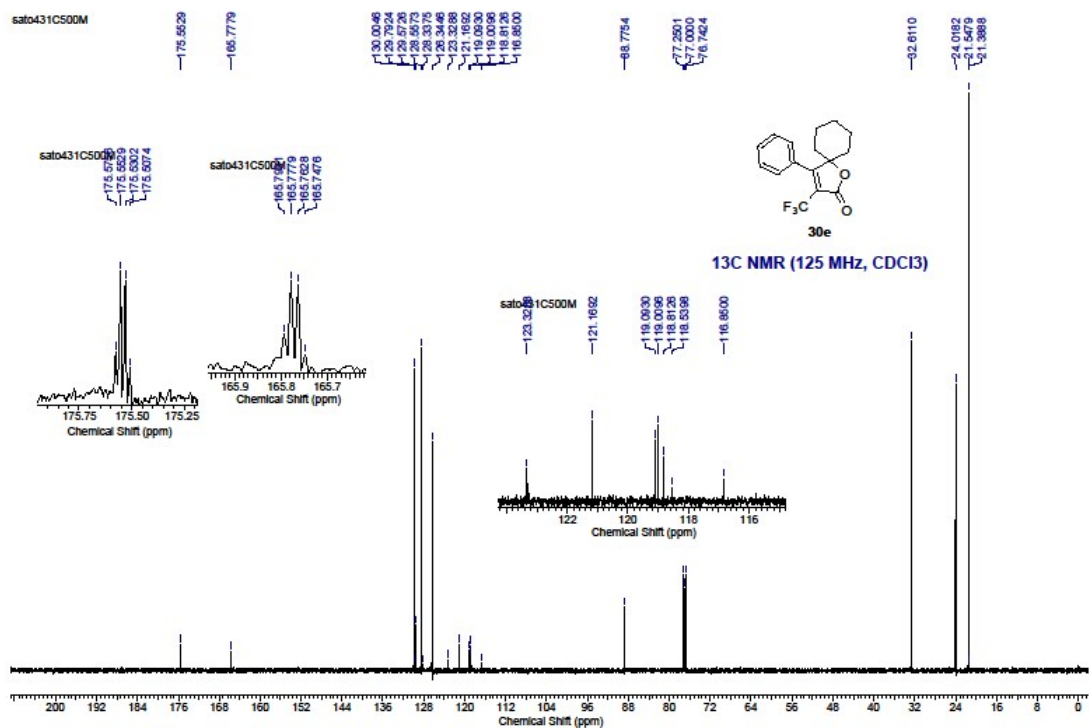 sato431C500M
175.5529
165.7779
130.0046
129.7924
129.5726
128.5573
128.3375
126.3446
123.3288
121.1692
119.0930
119.0096
118.8126
116.8500
88.7754
77.2501
77.0000
76.7424
32.6110
24.0182
21.5479
21.3888
sato431C500M
175.5529
175.5302
175.5074
175.75 175.50 175.25
Chemical Shift (ppm)
sato431C500M
165.7779
165.7628
165.7476
165.9 165.8 165.7
Chemical Shift (ppm)
F3C O O
30e
13C NMR (125 MHz, CDCl3)
sato431C500M
121.1692
119.0930
119.0096
118.8126
118.5398
116.8500
122 120 118 116
Chemical Shift (ppm)
200 192 184 176 168 160 152 144 136 128 120 112 104 96 88 80 72 64 56 48 40 32 24 16 8 0
Chemical Shift (ppm)